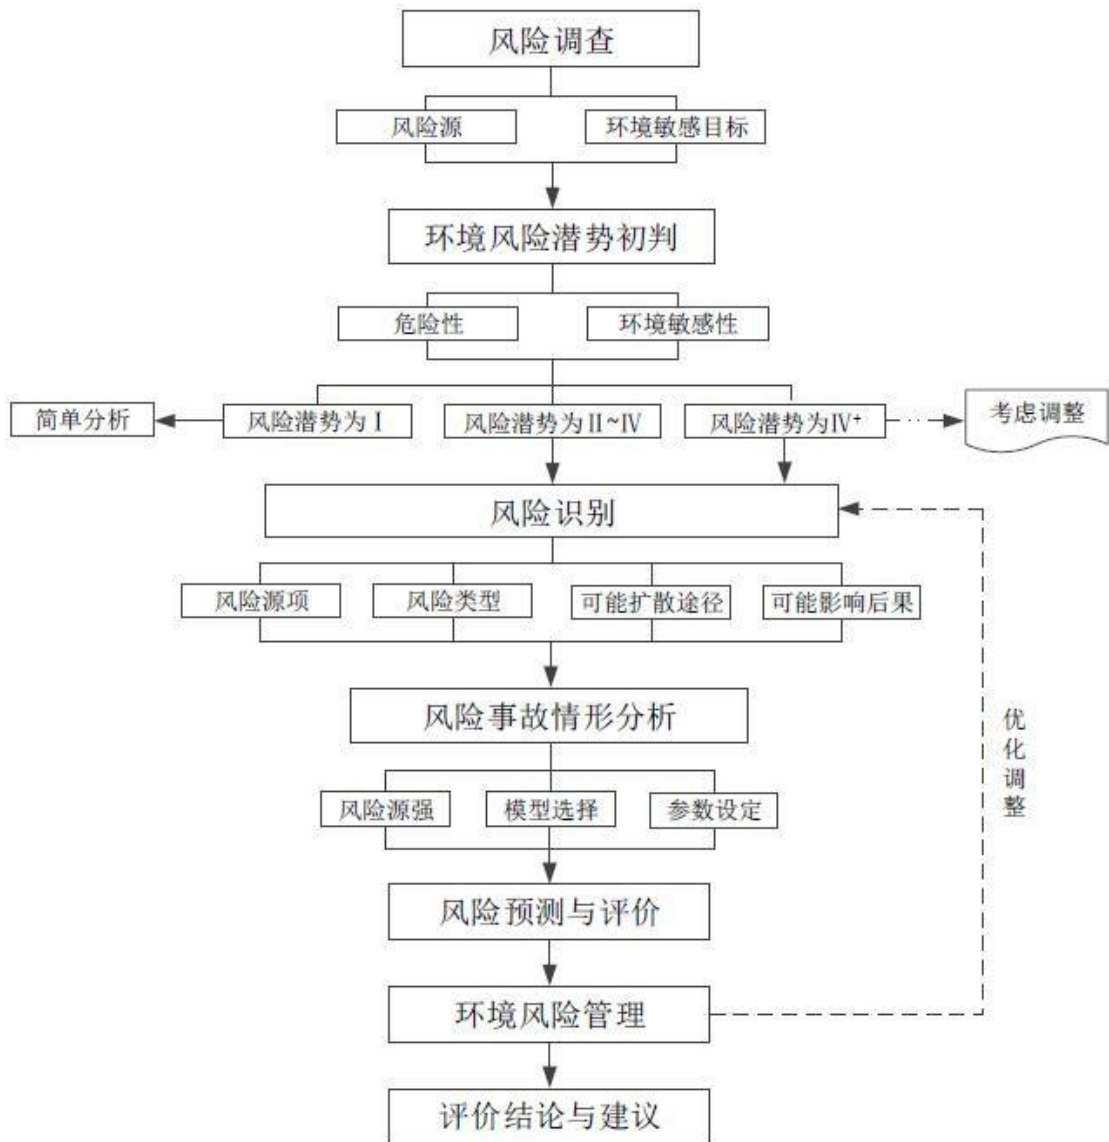 风险调查
风险源
环境敏感目标
环境风险潜势初判
危险性
环境敏感性
简单分析
风险潜势为Ⅰ
风险潜势为Ⅱ~Ⅳ
风险潜势为Ⅳ⁺
考虑调整
风险识别
风险源项
风险类型
可能扩散途径
可能影响后果
风险事故情形分析
优化调整
风险源强
模型选择
参数设定
风险预测与评价
环境风险管理
评价结论与建议